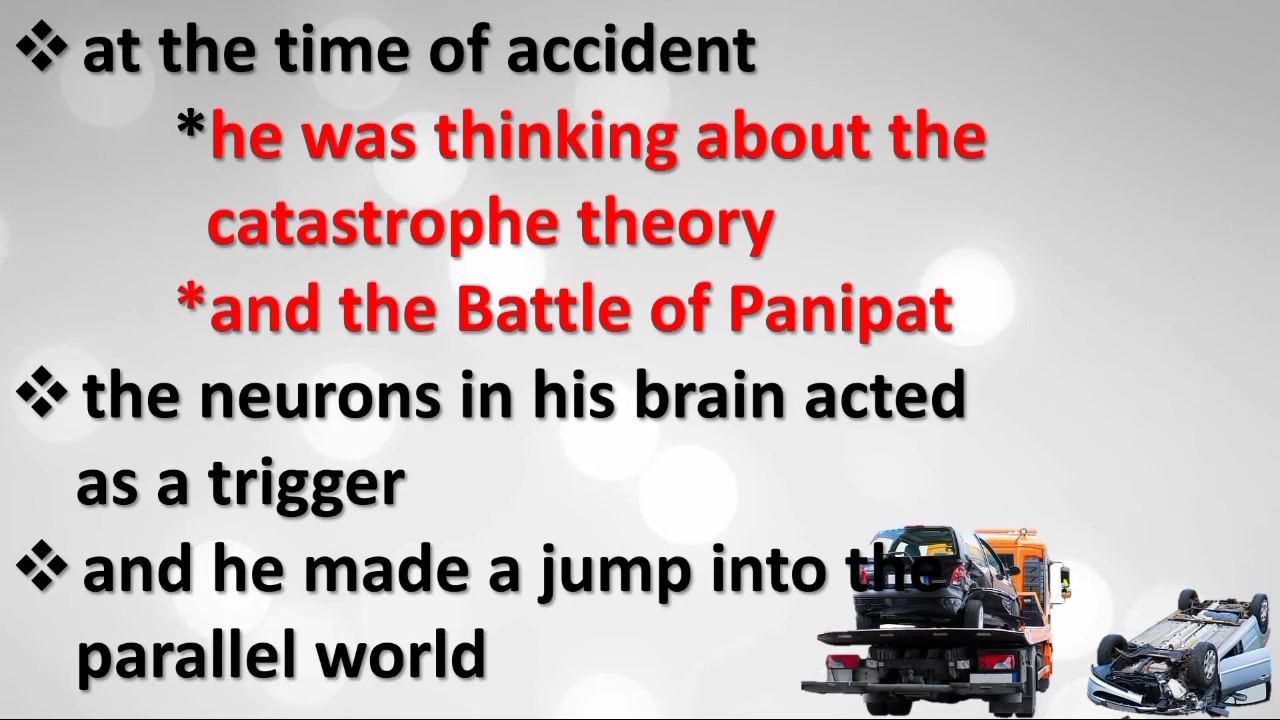 ❖ at the time of accident
*he was thinking about the
catastrophe theory
*and the Battle of Panipat
❖ the neurons in his brain acted
as a trigger
❖ and he made a jump into the
parallel world